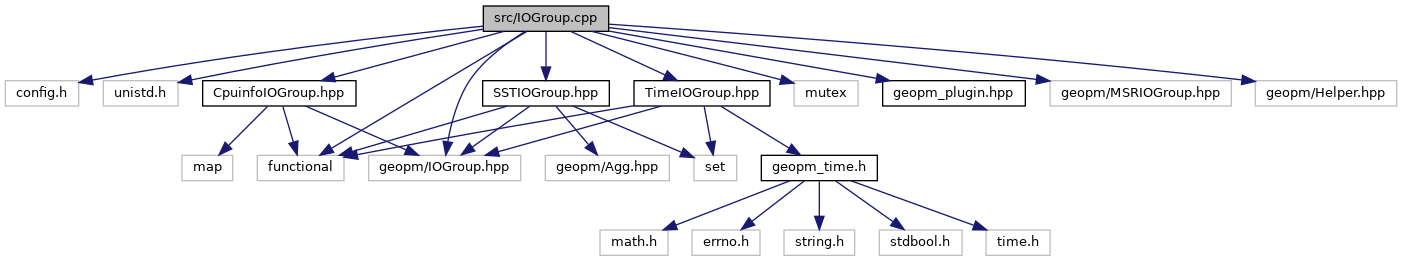 src/IOGroup.cpp
config.h
unistd.h
CpuinfoIOGroup.hpp
SSTIOGroup.hpp
TimeIOGroup.hpp
mutex
geopm_plugin.hpp
geopm/MSRIOGroup.hpp
geopm/Helper.hpp
map
functional
geopm/IOGroup.hpp
geopm/Agg.hpp
set
geopm_time.h
math.h
errno.h
string.h
stdbool.h
time.h